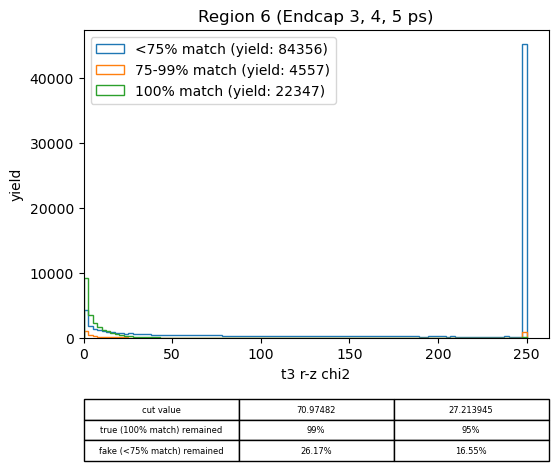 Region 6 (Endcap 3, 4, 5 ps)
<75% match (yield: 84356)
75-99% match (yield: 4557)
100% match (yield: 22347)
yield
40000
30000
20000
10000
0
0 50 100 150 200 250
t3 r-z chi2
cut value 70.97482 27.213945
true (100% match) remained 99% 95%
fake (<75% match) remained 26.17% 16.55%